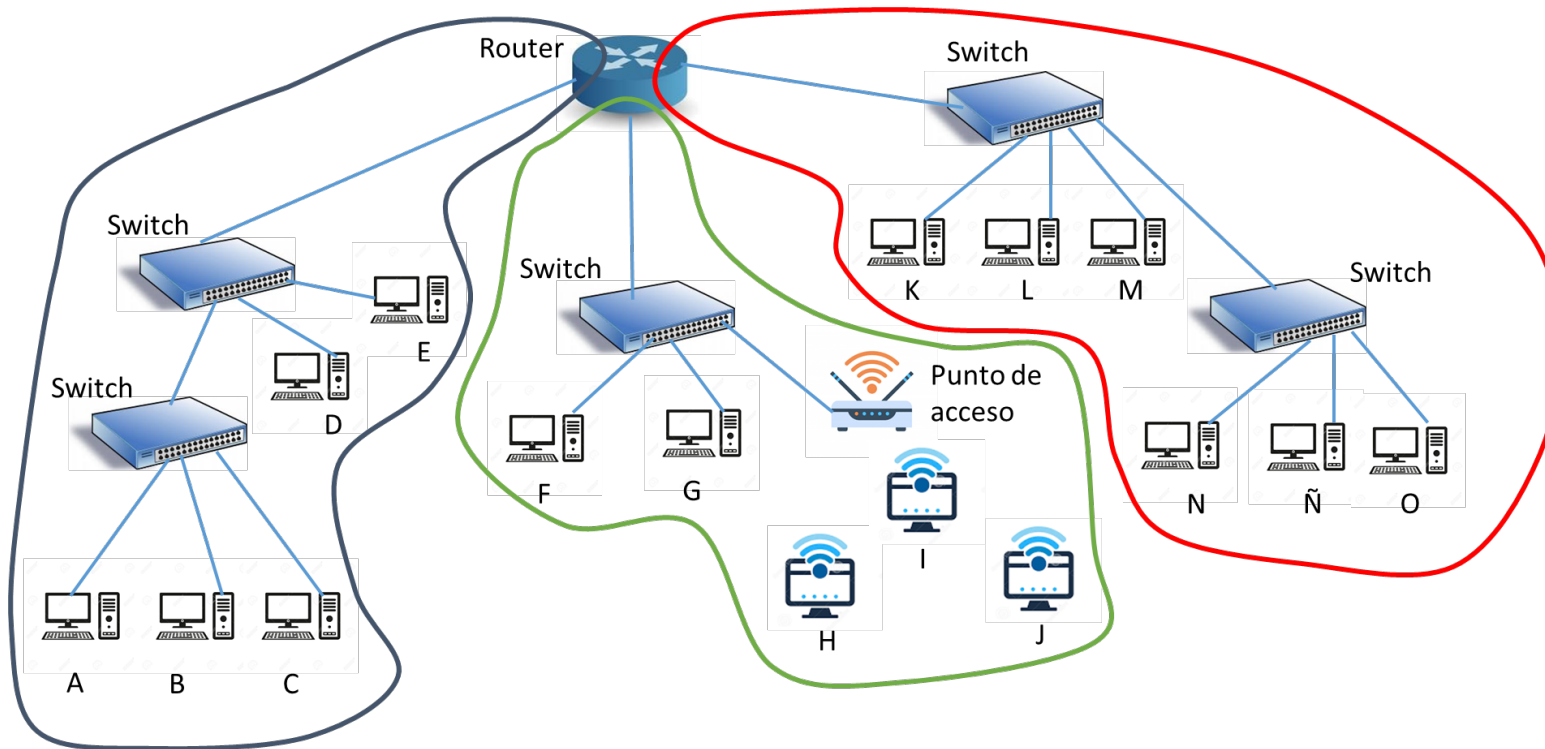 Router
Switch
Switch
Switch
Switch
Switch
K
L
M
E
D
Punto de
acceso
F
G
N
Ñ
O
I
H
J
A
B
C